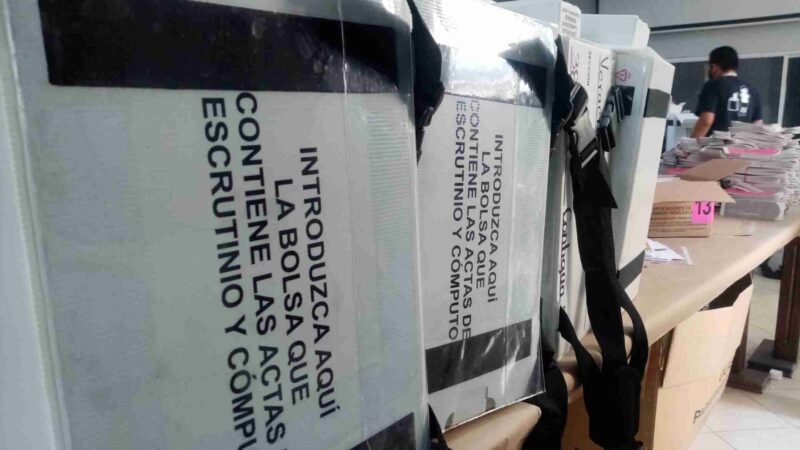 INTRODUZCA AQUÍ
LA BOLSA QUE
CONTIENE LAS ACTAS
ESCRUTINIO Y CÓMPU
INTRODUZCA AQUÍ
LA BOLSA QUE
CONTIENE LAS ACTAS DE
ESCRUTINIO Y CÓMPUTO
13